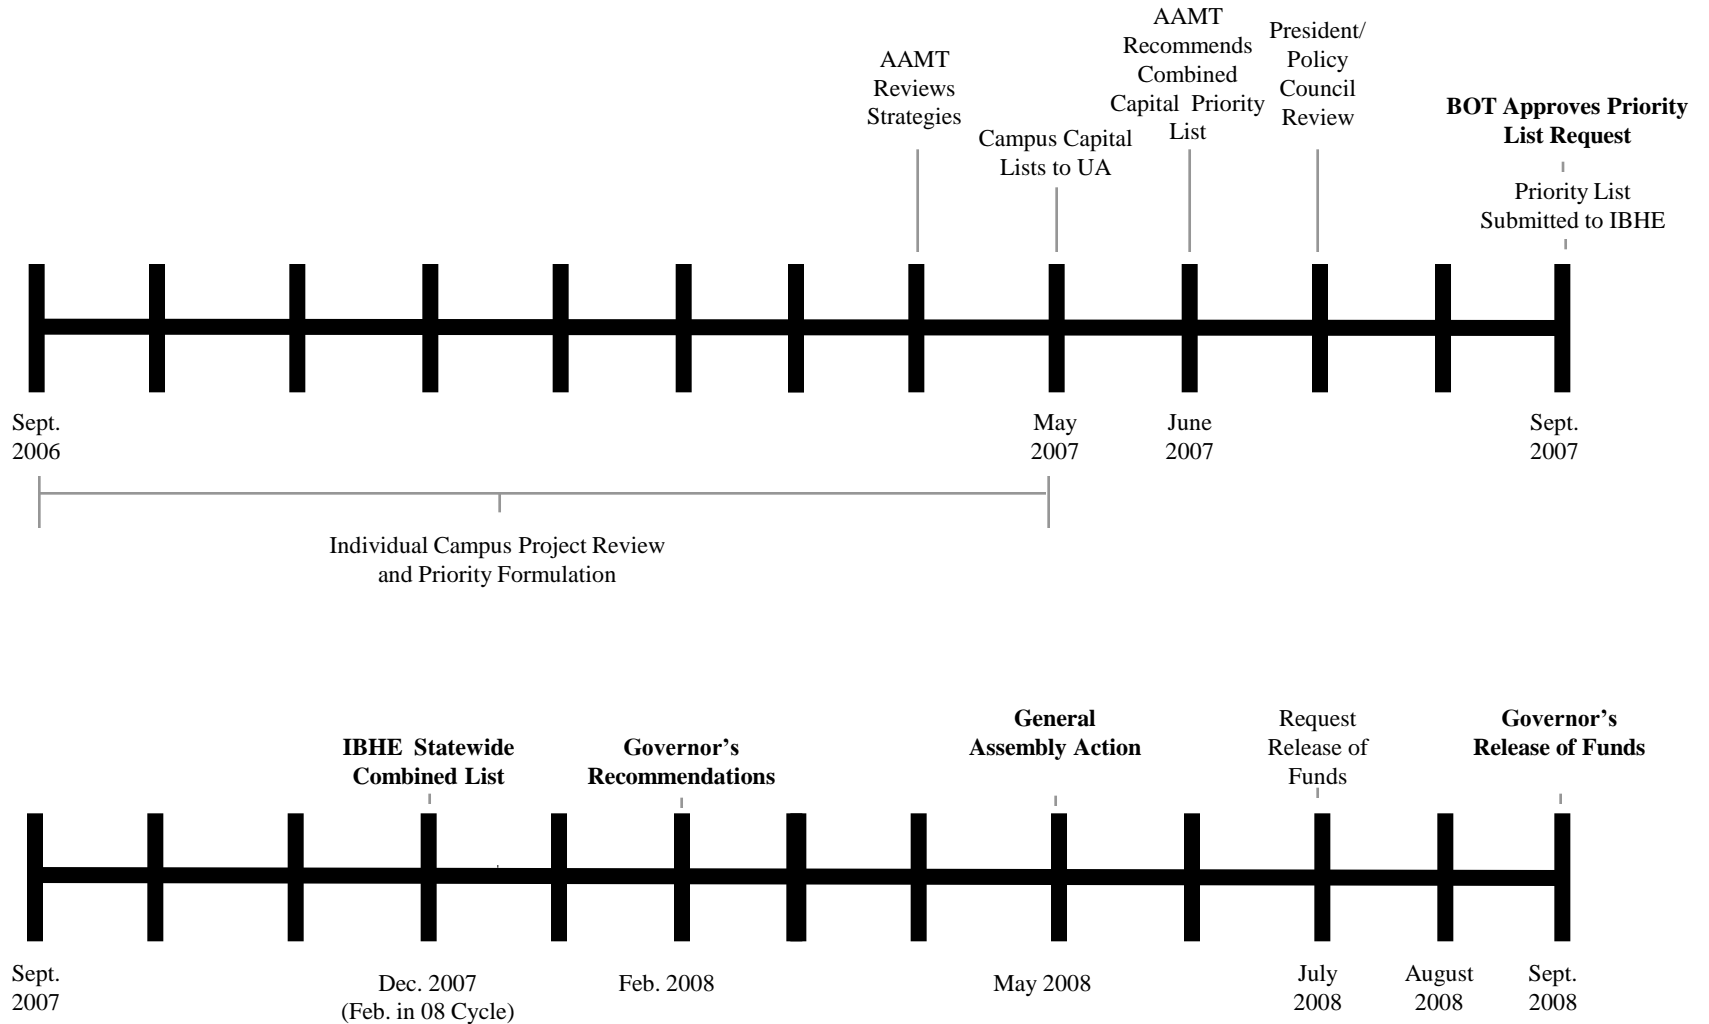 AAMT
Reviews
Strategies
Campus Capital
Lists to UA
AAMT
Recommends
Combined
Capital Priority
List
President/
Policy
Council
Review
BOT Approves Priority
List Request
Priority List
Submitted to IBHE
Sept.
2006
May
2007
June
2007
Sept.
2007
Individual Campus Project Review
and Priority Formulation
IBHE Statewide
Combined List
Governor’s
Recommendations
General
Assembly Action
Request
Release of
Funds
Governor’s
Release of Funds
Sept.
2007
Dec. 2007
(Feb. in 08 Cycle)
Feb. 2008
May 2008
July
2008
August
2008
Sept.
2008